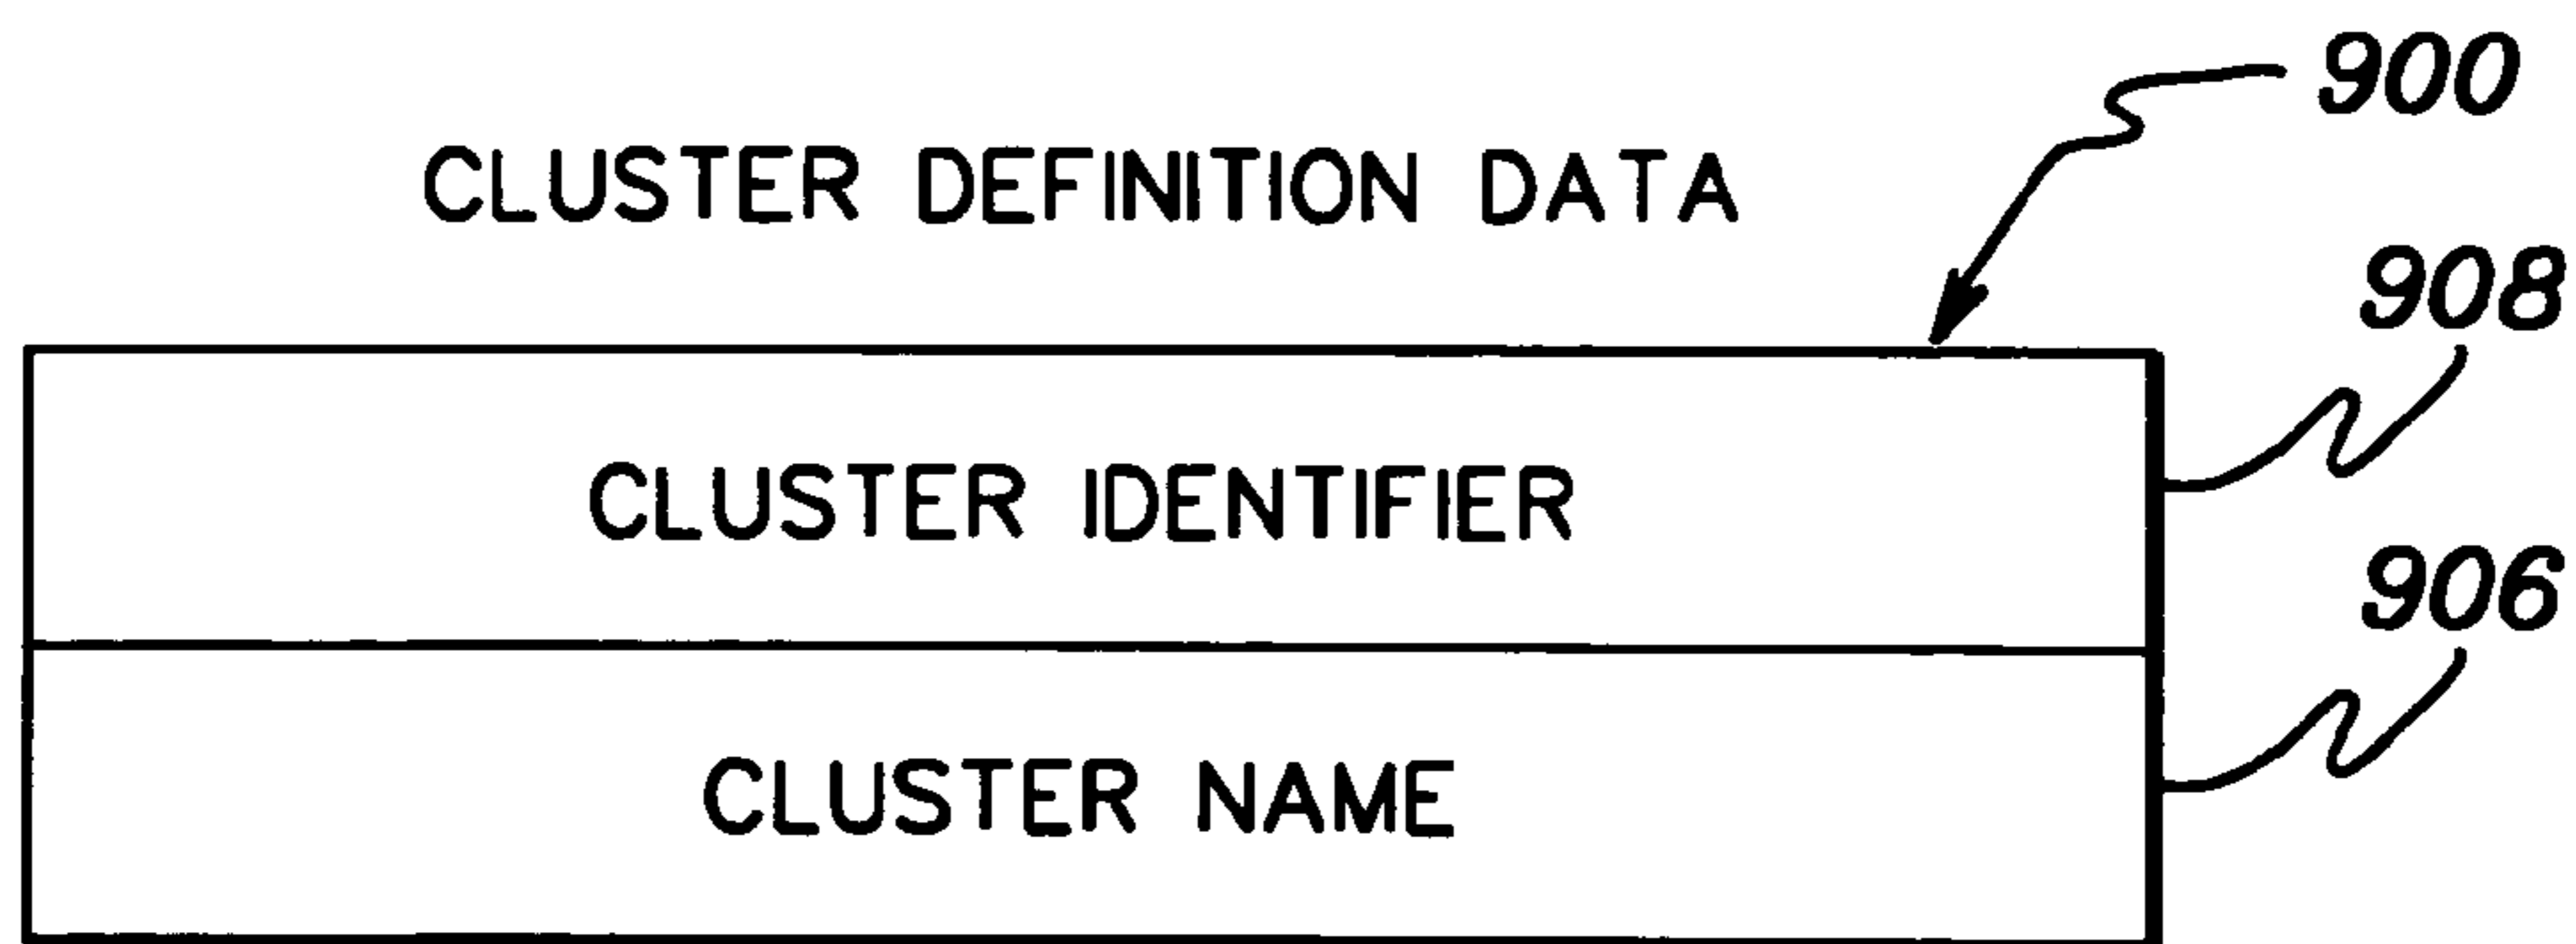 900
CLUSTER DEFINITION DATA
908
CLUSTER IDENTIFIER
906
CLUSTER NAME